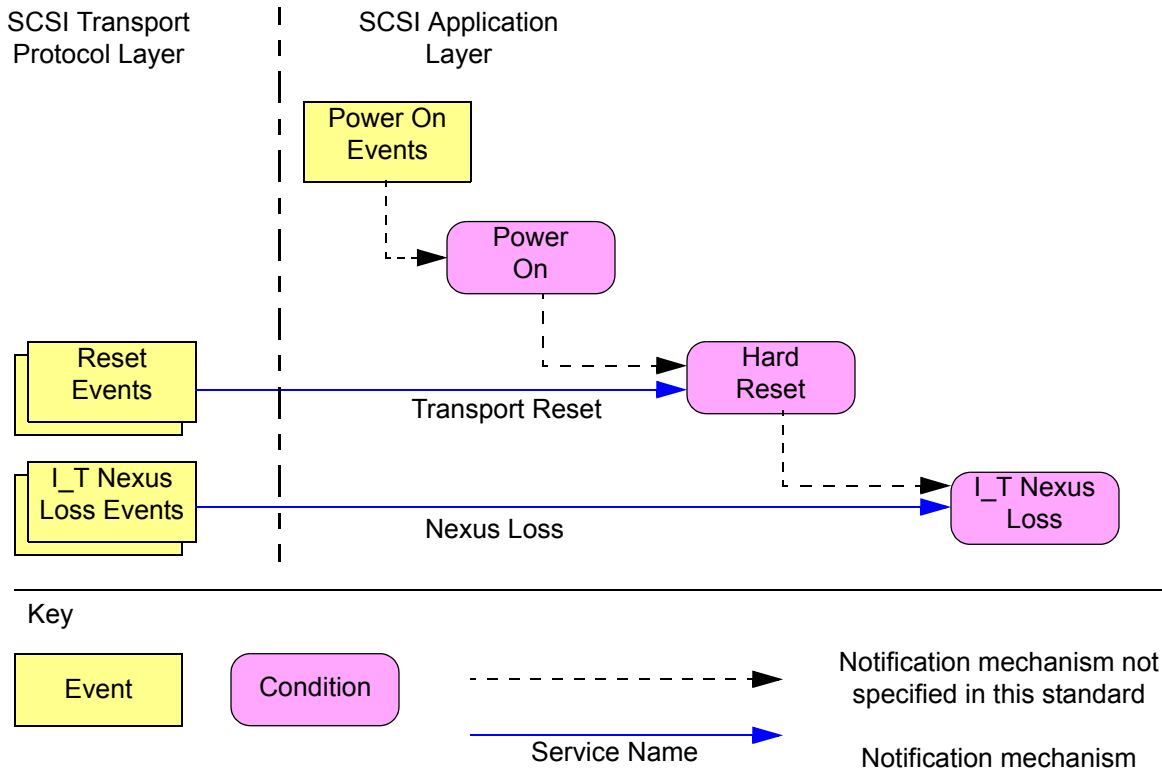 SCSI Transport
Protocol Layer
SCSI Application
Layer
Power On
Events
Power
On
Reset
Events
Hard
Reset
Transport Reset
I_T Nexus
Loss Events
I_T Nexus
Loss
Nexus Loss
Key
Event
Condition
Notification mechanism not
specified in this standard
Service Name
Notification mechanism